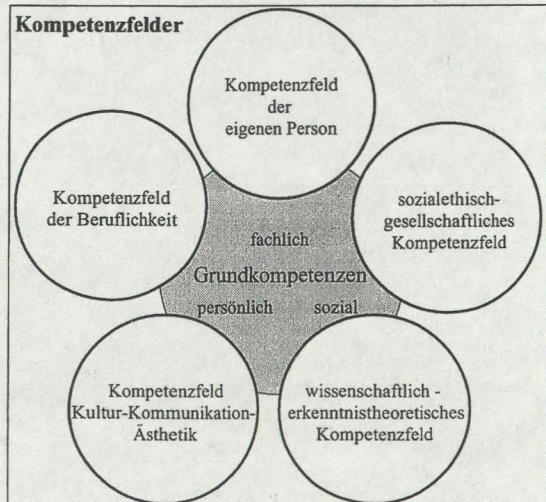 Kompetenzfelder
Kompetenzfeld
der
eigenen Person
Kompetenzfeld
der Beruflichkeit
sozialethisch-
gesellschaftliches
Kompetenzfeld
fachlich
Grundkompetenzen
persönlich sozial
Kompetenzfeld
Kultur-Kommunikation-
Ästhetik
wissenschaftlich -
erkenntnistheoretisches
Kompetenzfeld